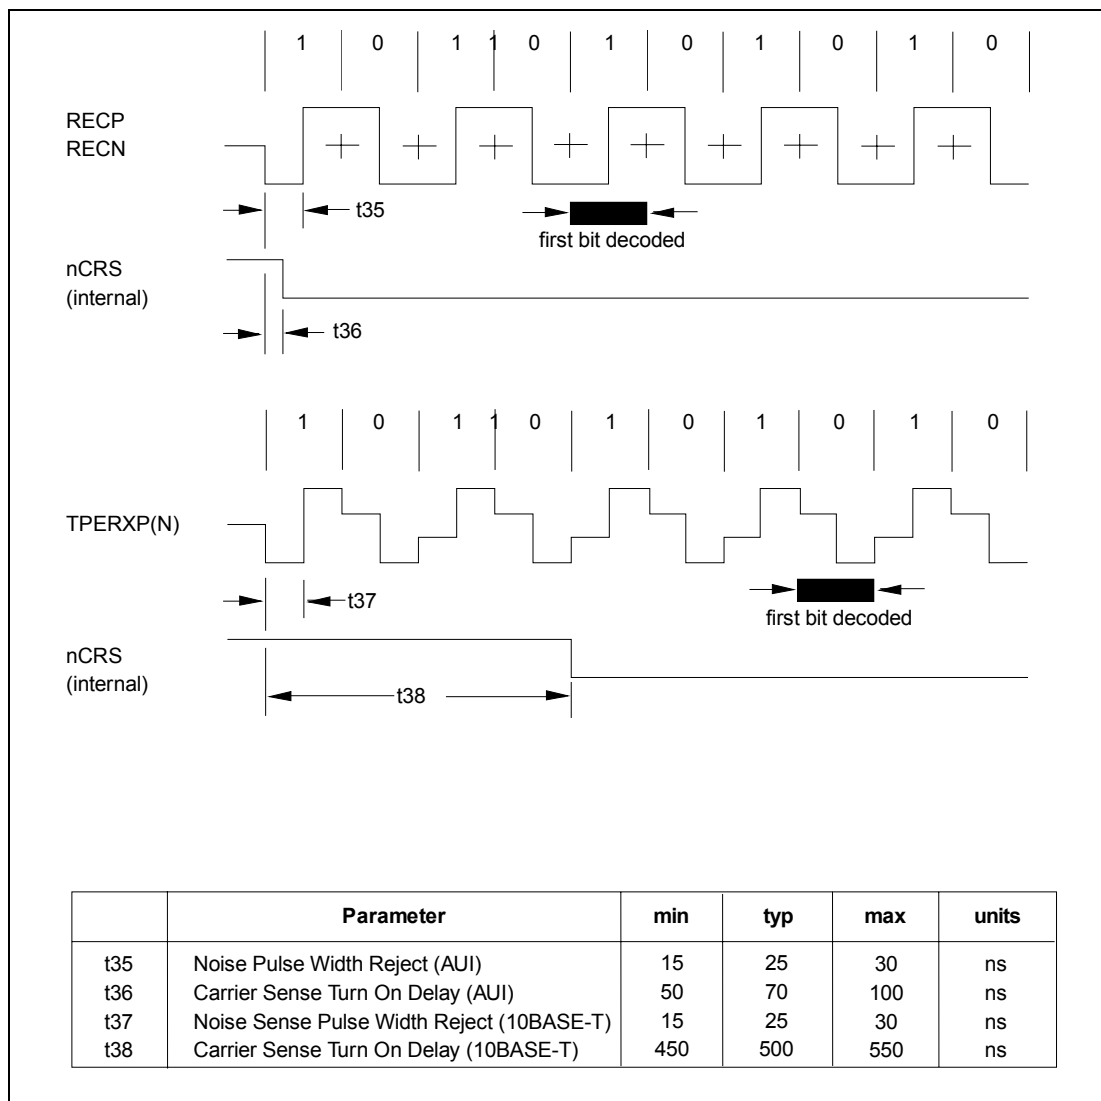 1 0 1 1 0 1 0 1 0 1 0
RECP
RECN
t35
first bit decoded
nCRS
(internal)
t36
1 0 1 1 0 1 0 1 0 1 0
TPERXP(N)
t37
first bit decoded
nCRS
(internal)
t38
Parameter min typ max units
t35 Noise Pulse Width Reject (AUI) 15 25 30 ns
t36 Carrier Sense Turn On Delay (AUI) 50 70 100 ns
t37 Noise Sense Pulse Width Reject (10BASE-T) 15 25 30 ns
t38 Carrier Sense Turn On Delay (10BASE-T) 450 500 550 ns